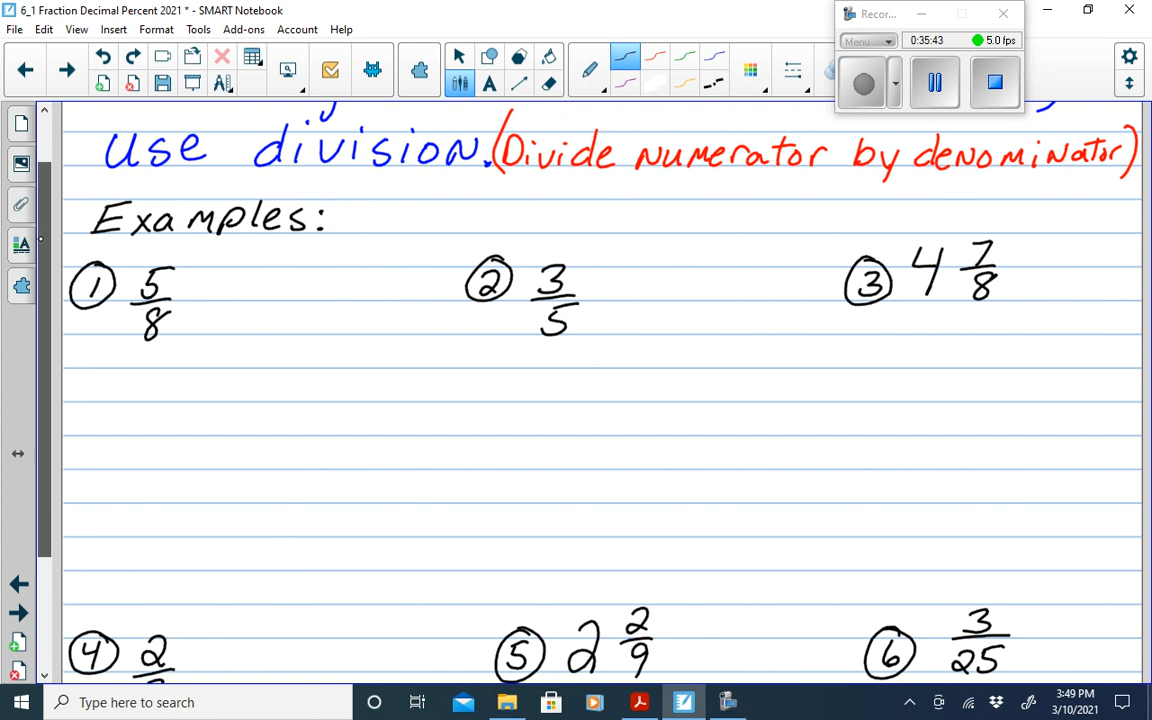 6_1 Fraction Decimal Percent 2021 * - SMART Notebook
Recor...
File Edit View Insert Format Tools Add-ons Account Help
Menu
0:35:43
5.0 fps
Use division. (Divide numerator by denominator)
Examples:
① 5/8 ② 3/5 ③ 4 7/8
④ 2 ⑤ 2 2/9 ⑥ 3/25
Type here to search
3:49 PM
3/10/2021